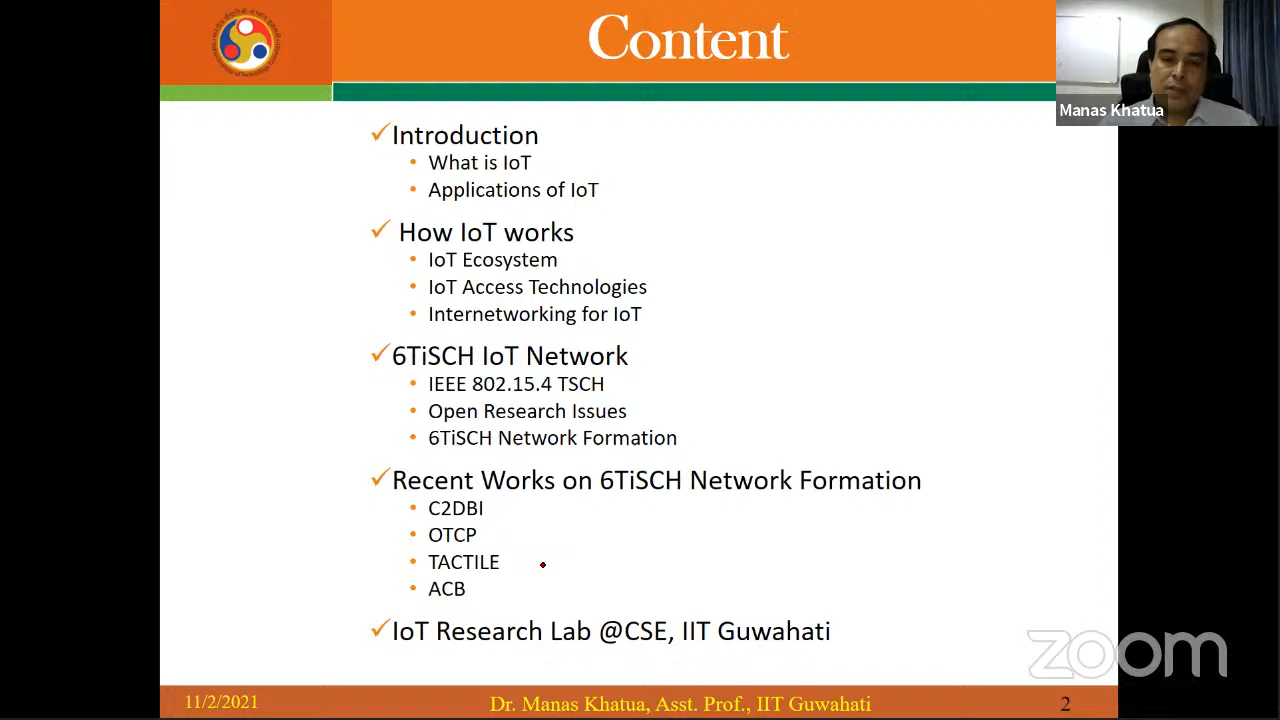 Content
Manas Khatua
Introduction
What is IoT
Applications of IoT
How IoT works
IoT Ecosystem
IoT Access Technologies
Internetworking for IoT
6TiSCH IoT Network
IEEE 802.15.4 TSCH
Open Research Issues
6TiSCH Network Formation
Recent Works on 6TiSCH Network Formation
C2DBI
OTCP
TACTILE
ACB
IoT Research Lab @CSE, IIT Guwahati
zoom
11/2/2021
Dr. Manas Khatua, Asst. Prof., IIT Guwahati
2